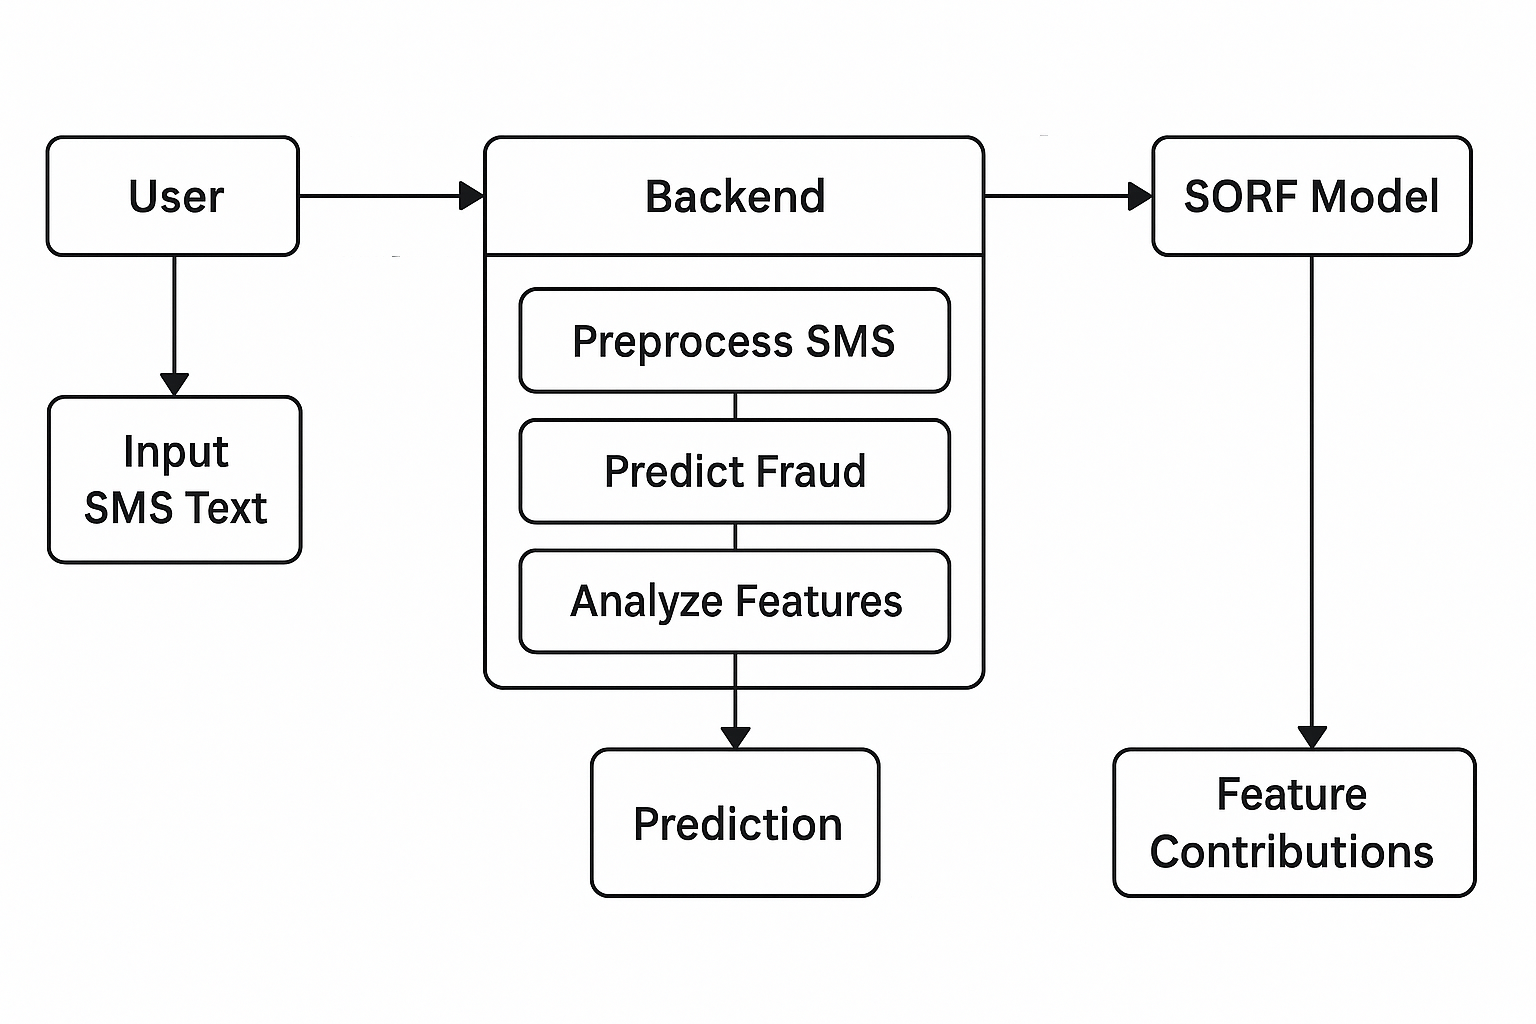 User
Backend
SORF Model
Preprocess SMS
Input
SMS Text
Predict Fraud
Analyze Features
Prediction
Feature
Contributions